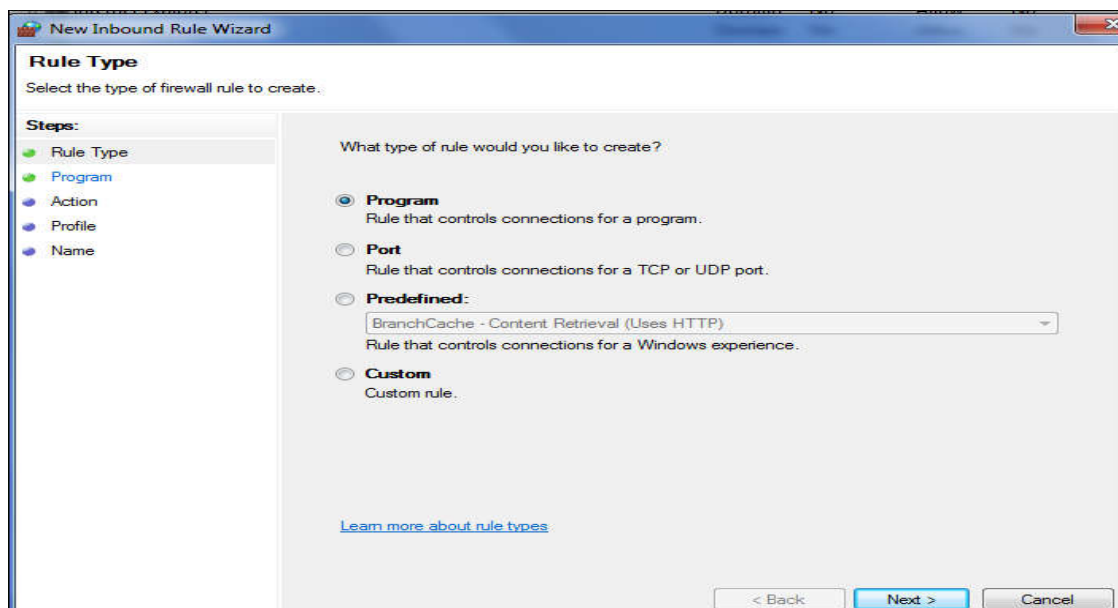 New Inbound Rule Wizard
Rule Type
Select the type of firewall rule to create.
Steps:
Rule Type
Program
Action
Profile
Name
What type of rule would you like to create?
Program
Rule that controls connections for a program.
Port
Rule that controls connections for a TCP or UDP port.
Predefined:
BranchCache - Content Retrieval (Uses HTTP)
Rule that controls connections for a Windows experience.
Custom
Custom rule.
Learn more about rule types
< Back Next > Cancel